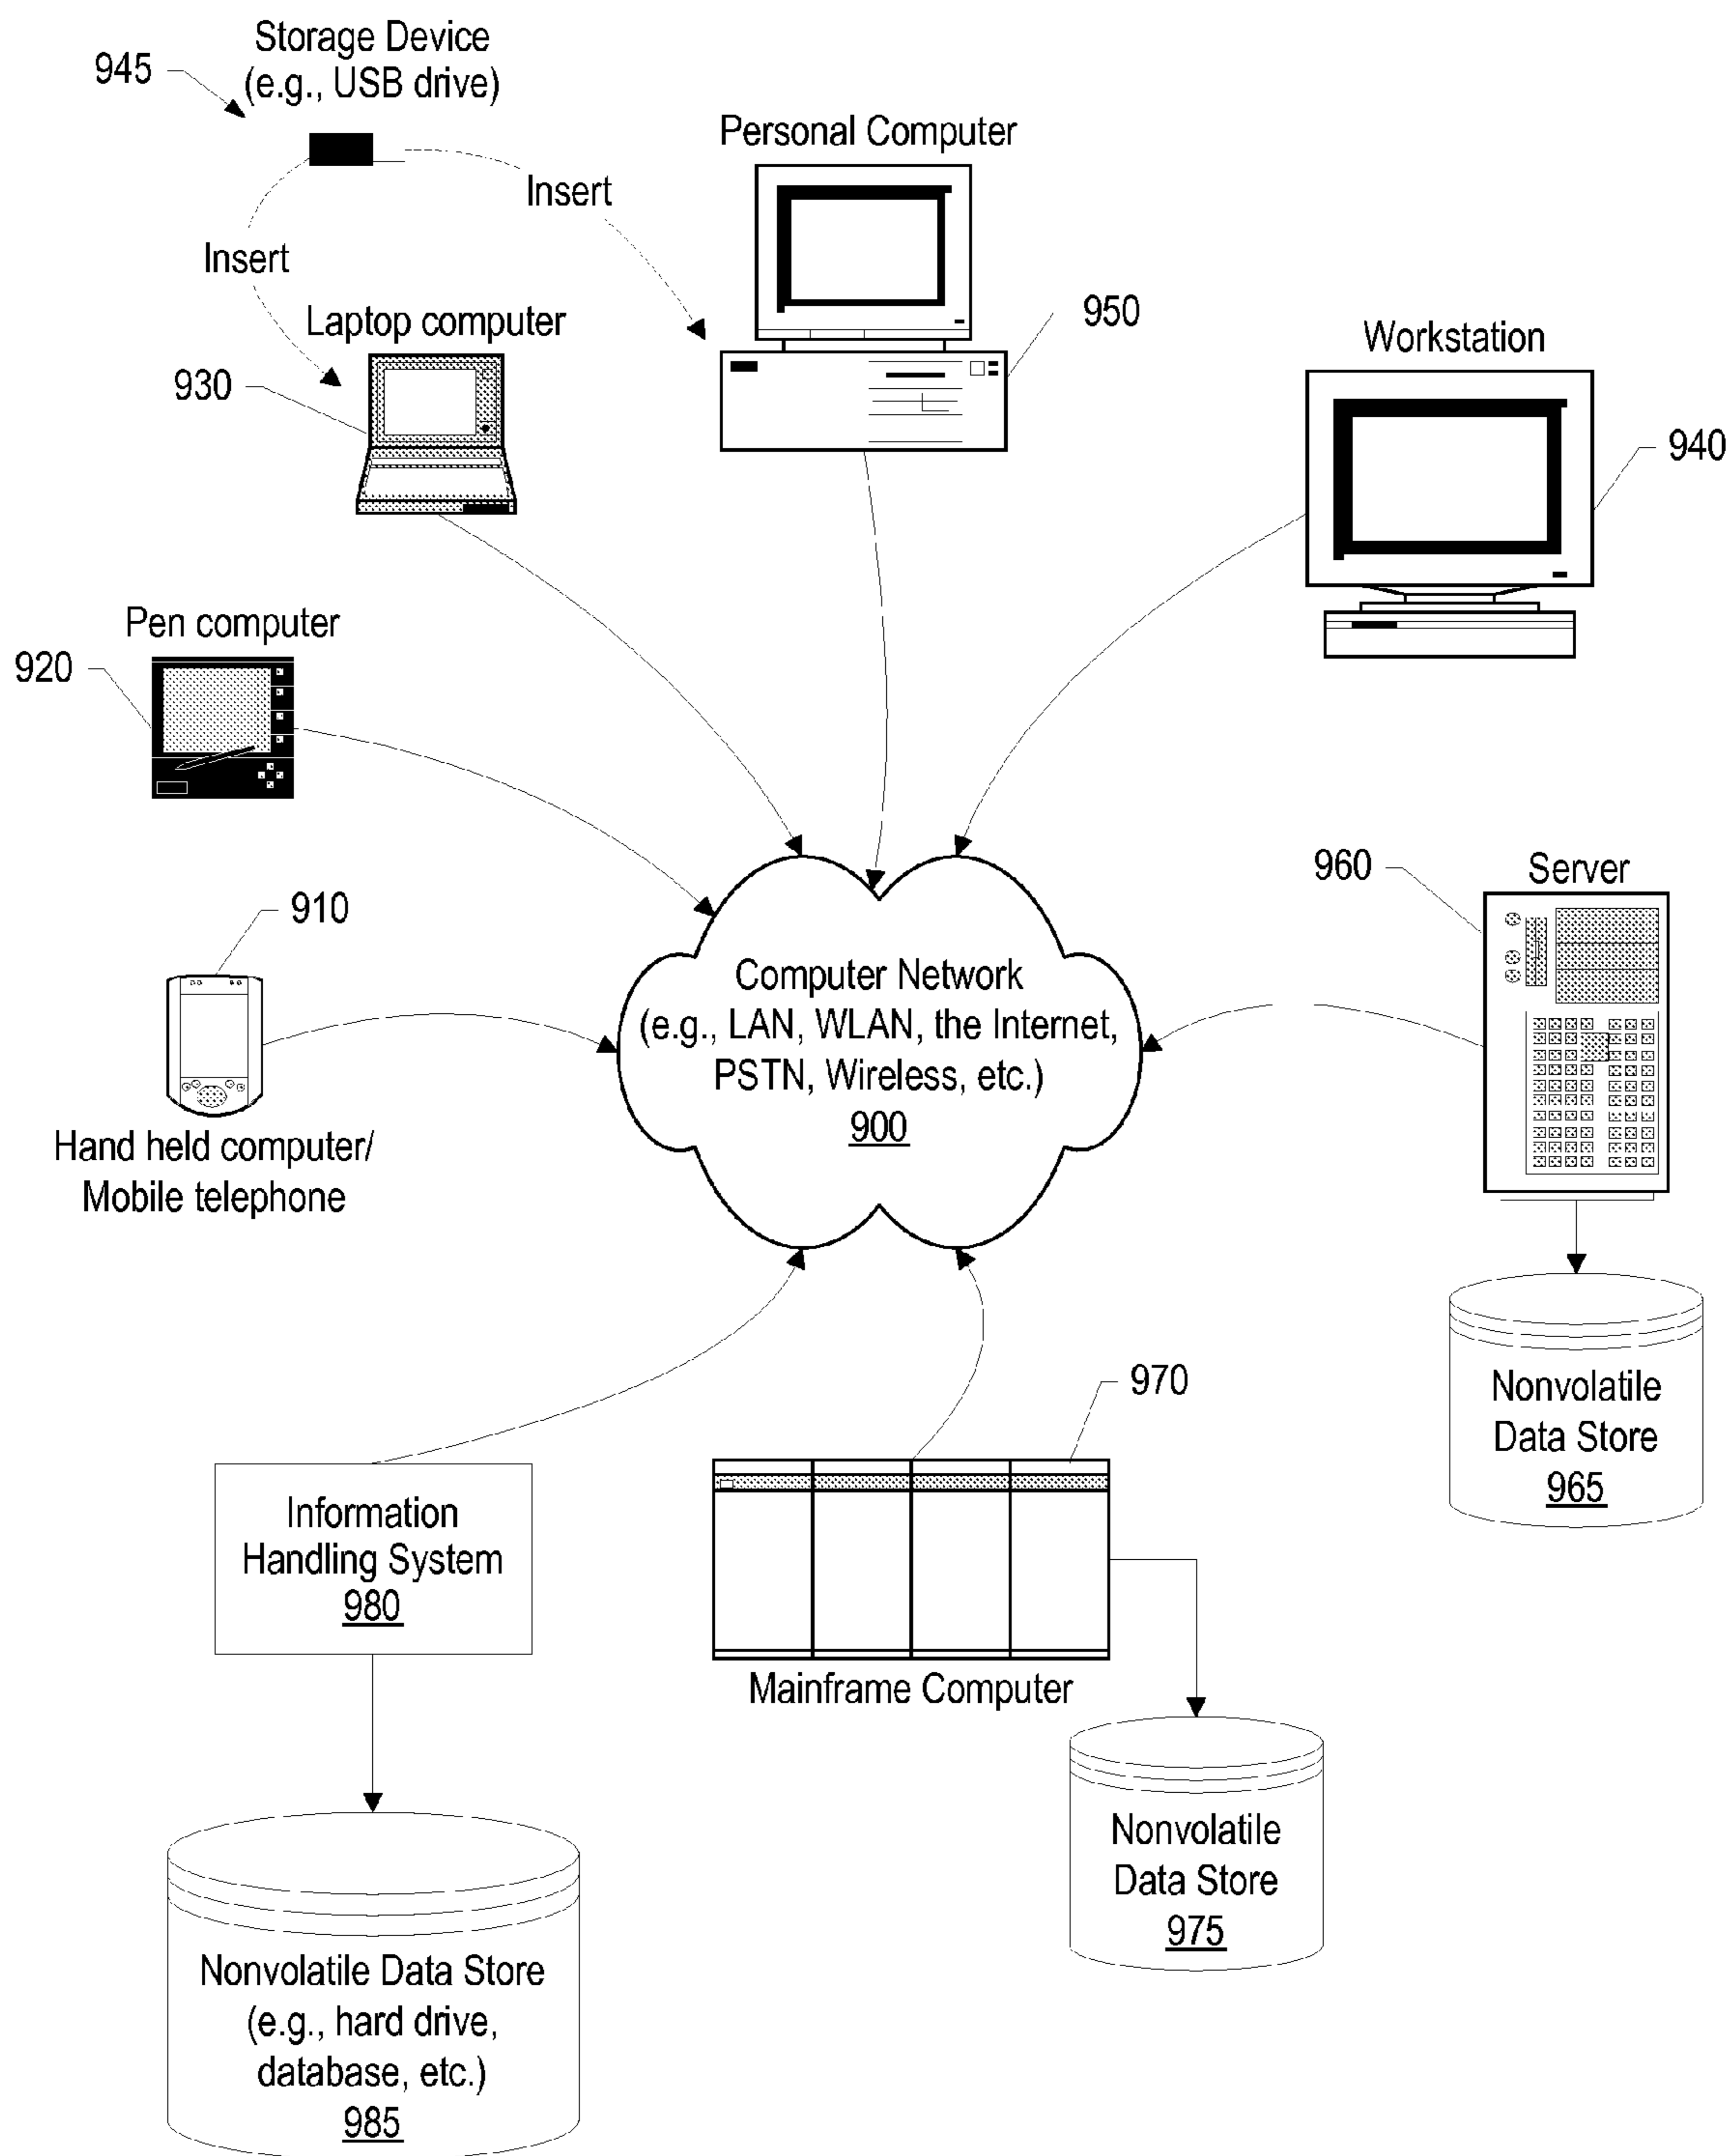 Storage Device
(e.g., USB drive)
945
Personal Computer
Insert
Insert
950
Laptop computer
930
Workstation
940
Pen computer
920
910
Hand held computer/
Mobile telephone
Computer Network
(e.g., LAN, WLAN, the Internet,
PSTN, Wireless, etc.)
900
960
Server
Nonvolatile
Data Store
965
970
Information
Handling System
980
Mainframe Computer
Nonvolatile
Data Store
975
Nonvolatile Data Store
(e.g., hard drive,
database, etc.)
985